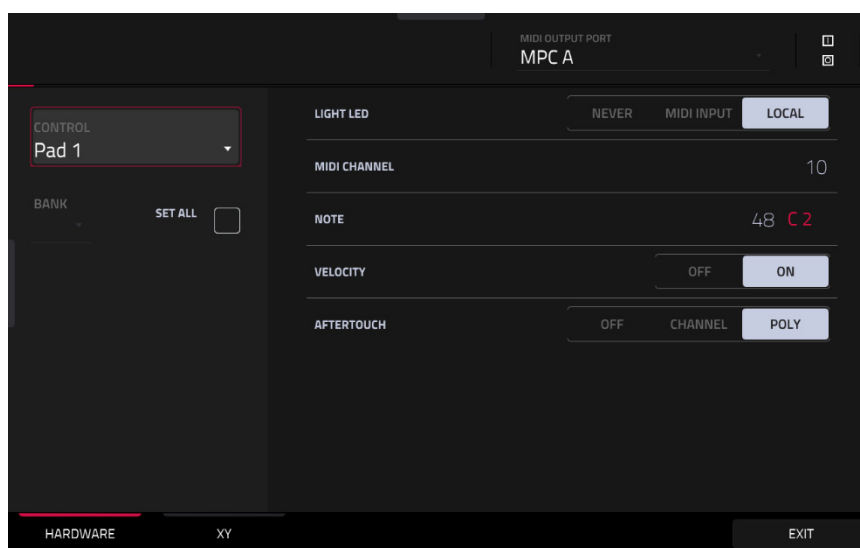 MIDI OUTPUT PORT
MPC A
CONTROL
Pad 1
BANK
SET ALL
LIGHT LED NEVER MIDI INPUT LOCAL
MIDI CHANNEL 10
NOTE 48 C 2
VELOCITY OFF ON
AFTERTOUCH OFF CHANNEL POLY
HARDWARE XY EXIT